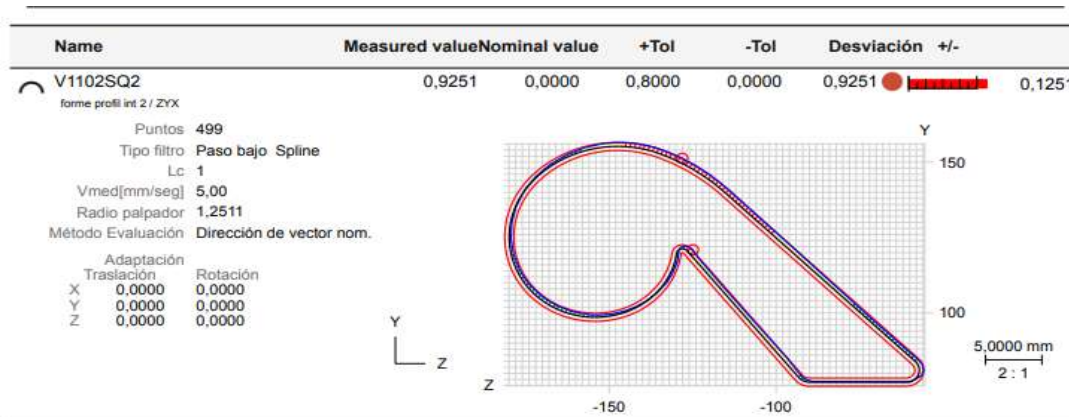 Name Measured valueNominal value +Tol -Tol Desviación +/-
V1102SQ2 0,9251 0,0000 0,8000 0,0000 0,9251 0,1251
forme profil int 2 / ZYX
Puntos 499
Tipo filtro Paso bajo Spline
Lc 1
Vmed[mm/seg] 5,00
Radio palpador 1,2511
Método Evaluación Dirección de vector nom.
Adaptación
Traslación Rotación
X 0,0000 0,0000
Y 0,0000 0,0000
Z 0,0000 0,0000
Y
Z
Y
150
100
Z
-150
-100
5,0000 mm
2 : 1